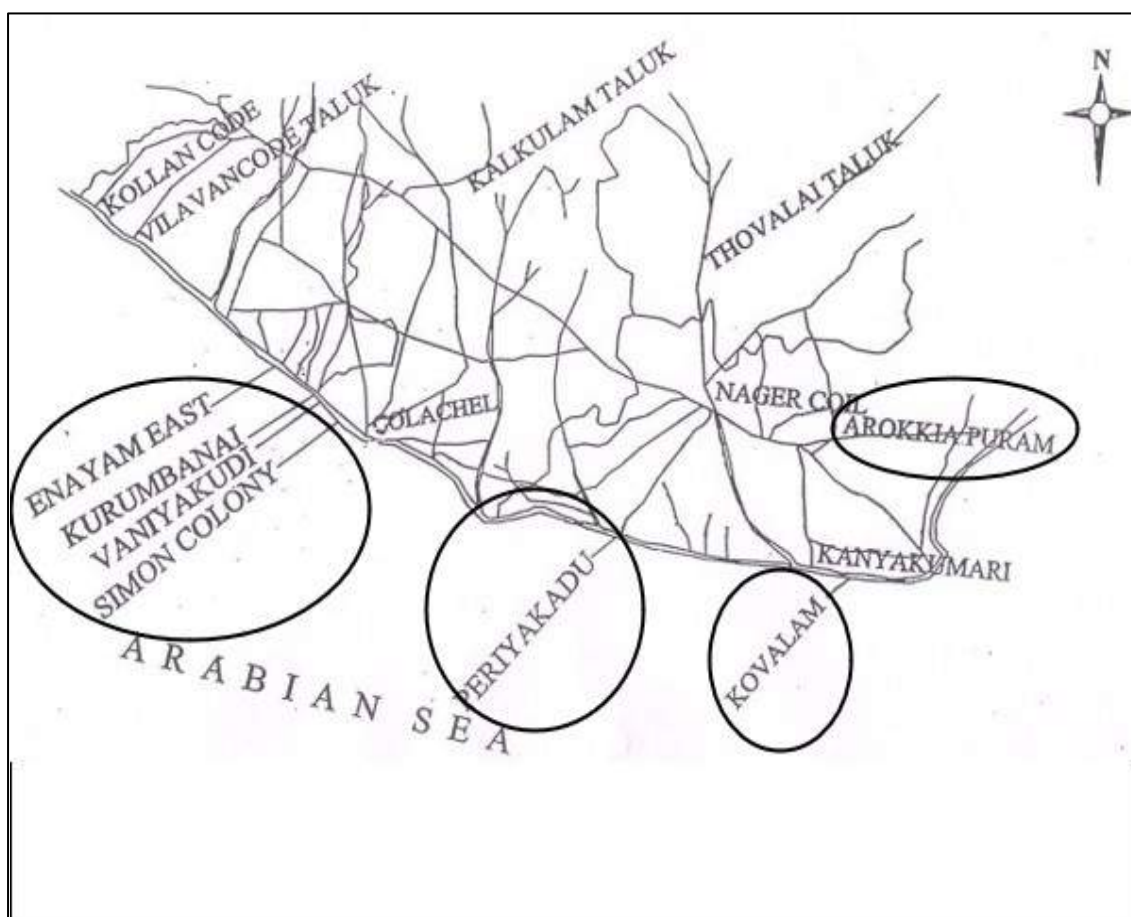 N
KOLLAN CODE
VILAVANCODE TALUK
KALKULAM TALUK
THOVALAI TALUK
NAGER COIL
COLACHEL
AROKKIA PURAM
ENAYAM EAST
KURUMBANAI
VANIYAKUDI
SIMON COLONY
KANYAKUMARI
PERIYAKADU
KOVALAM
ARABIAN SEA